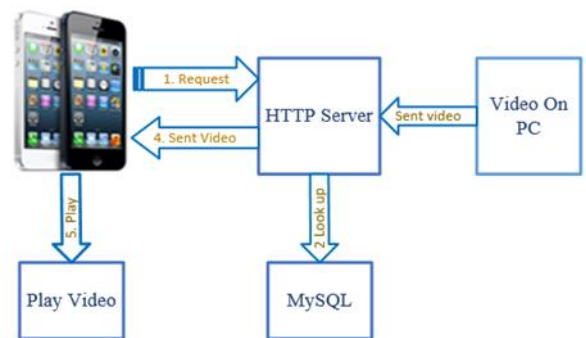 1. Request
HTTP Server
Sent video
Video On
PC
4. Sent Video
5. Play
2 Look up
Play Video
MySQL